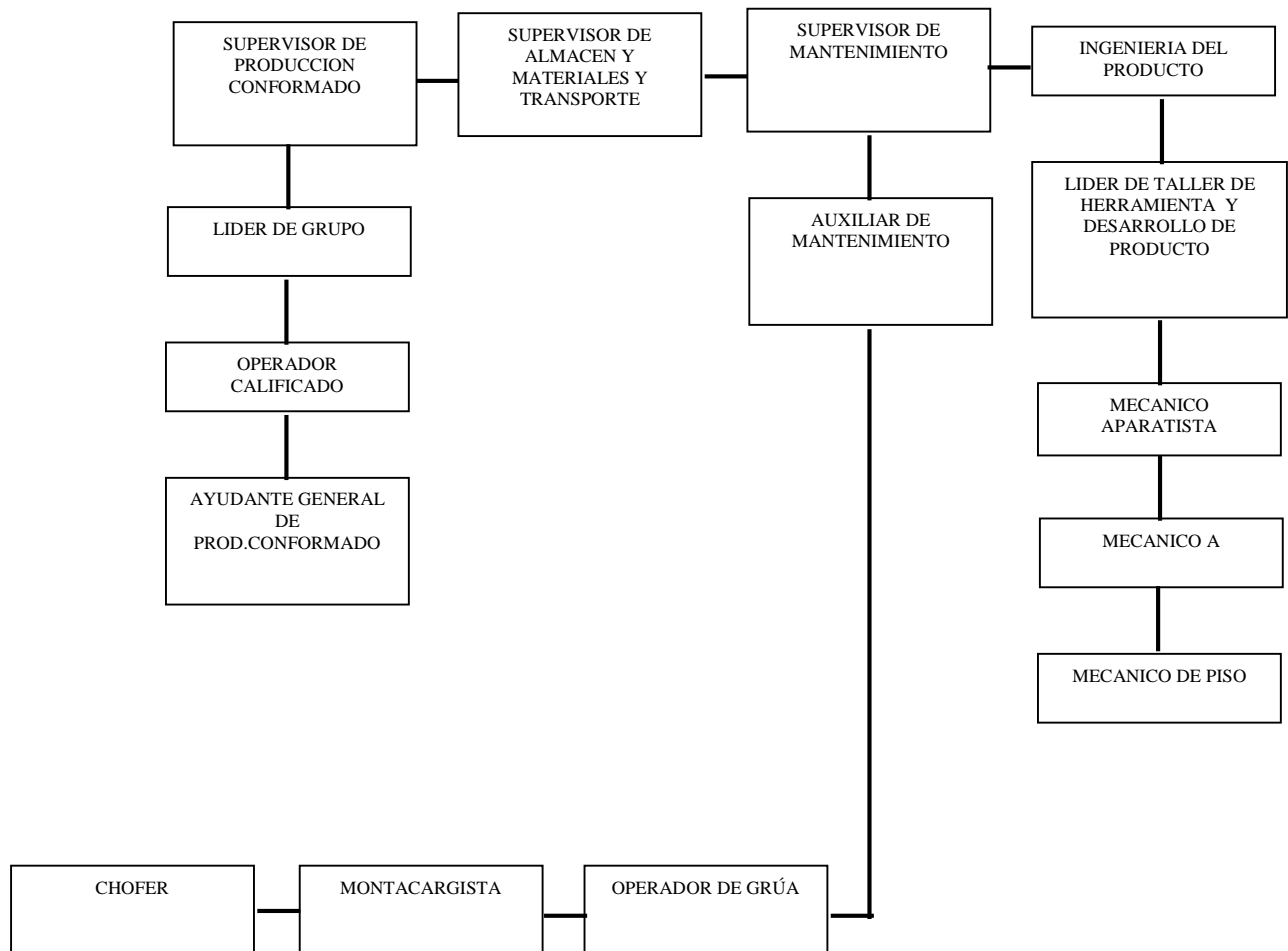 SUPERVISOR DE
PRODUCCION
CONFORMADO
SUPERVISOR DE
ALMACEN Y
MATERIALES Y
TRANSPORTE
SUPERVISOR DE
MANTENIMIENTO
INGENIERIA DEL
PRODUCTO
LIDER DE GRUPO
AUXILIAR DE
MANTENIMIENTO
LIDER DE TALLER DE
HERRAMIENTA Y
DESARROLLO DE
PRODUCTO
OPERADOR
CALIFICADO
MECANICO
APARATISTA
AYUDANTE GENERAL
DE
PROD.CONFORMADO
MECANICO A
MECANICO DE PISO
CHOFER
MONTACARGISTA
OPERADOR DE GRÚA